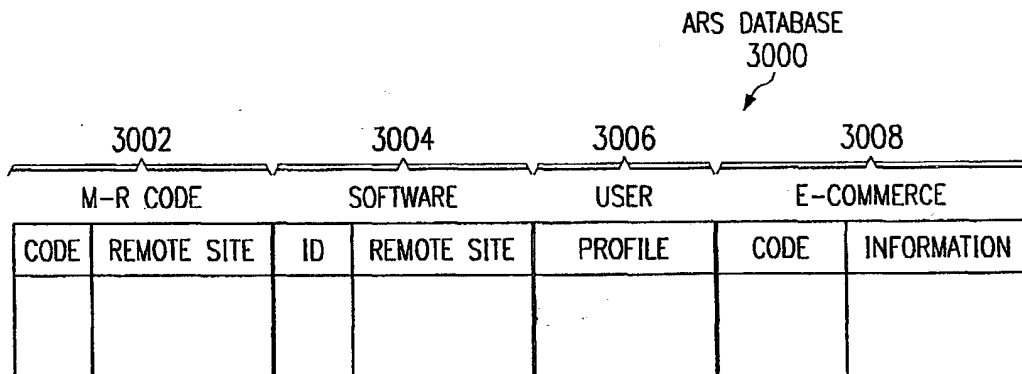 ARS DATABASE
3000
3002 3004 3006 3008
M-R CODE SOFTWARE USER E-COMMERCE
CODE REMOTE SITE ID REMOTE SITE PROFILE CODE INFORMATION